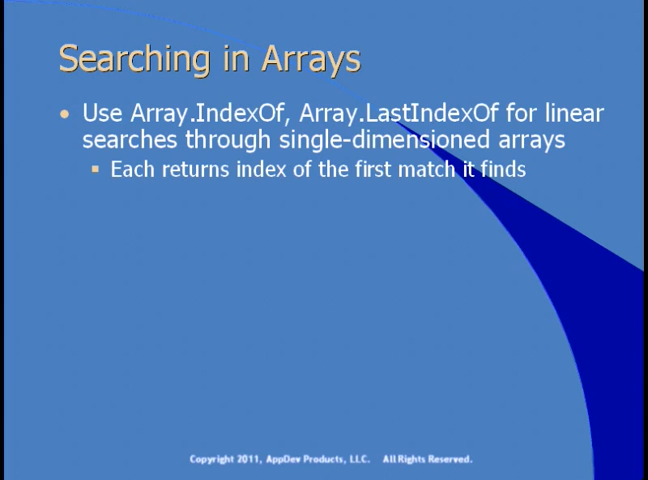 Searching in Arrays
• Use Array.IndexOf, Array.LastIndexOf for linear
searches through single-dimensioned arrays
▪ Each returns index of the first match it finds
Copyright 2011, AppDev Products, LLC. All Rights Reserved.